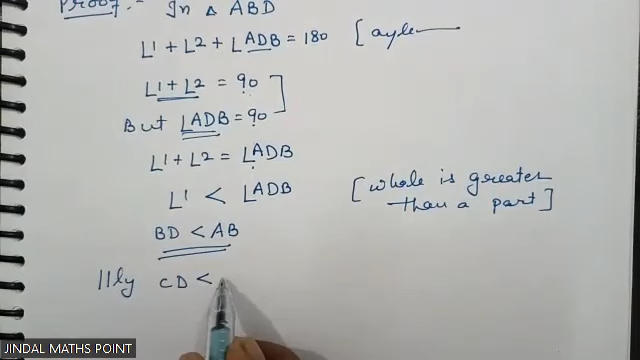 Proof :- In △ ABD
∠1 + ∠2 + ∠ADB = 180
∠1 + ∠2 = 90
But ∠ADB = 90
∠1 + ∠2 = ∠ADB
∠1 < ∠ADB [whole is greater than a part]
BD < AB
||ly CD <
JINDAL MATHS POINT